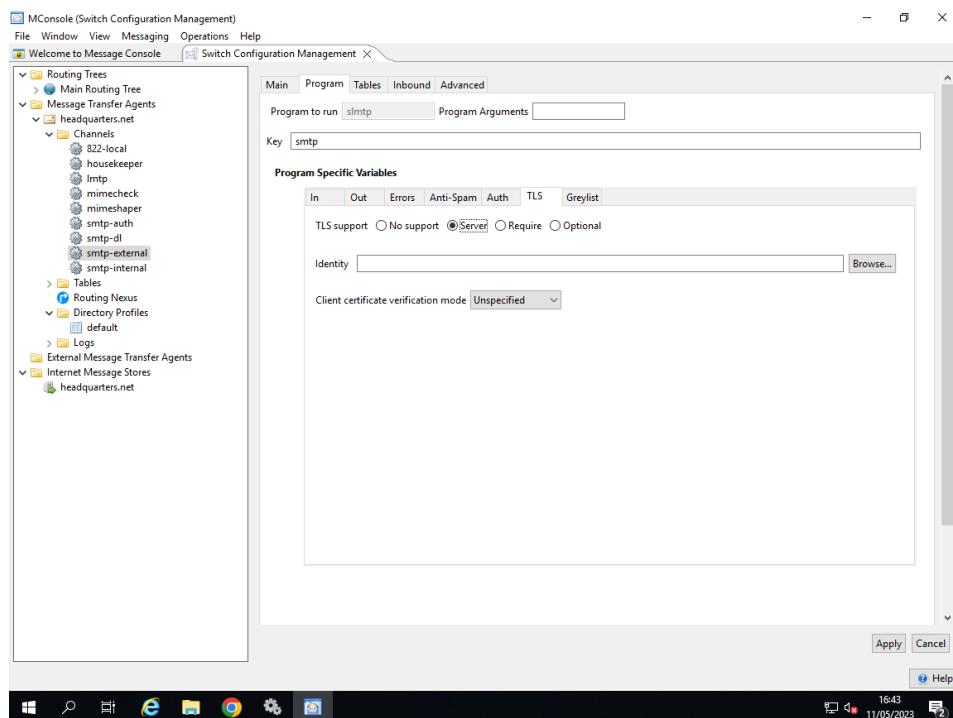 MConsole (Switch Configuration Management)
File Window View Messaging Operations Help
Welcome to Message Console
Switch Configuration Management
Routing Trees
Main Routing Tree
Message Transfer Agents
headquarters.net
Channels
822-local
housekeeper
lmtp
mimecheck
mimeshaper
smtp-auth
smtp-dl
smtp-external
smtp-internal
Tables
Routing Nexus
Directory Profiles
default
Logs
External Message Transfer Agents
Internet Message Stores
headquarters.net
Main Program Tables Inbound Advanced
Program to run slmtp Program Arguments
Key smtp
Program Specific Variables
In Out Errors Anti-Spam Auth TLS Greylist
TLS support No support Server Require Optional
Identity Browse...
Client certificate verification mode Unspecified
Apply Cancel
Help
16:43
11/05/2023
2